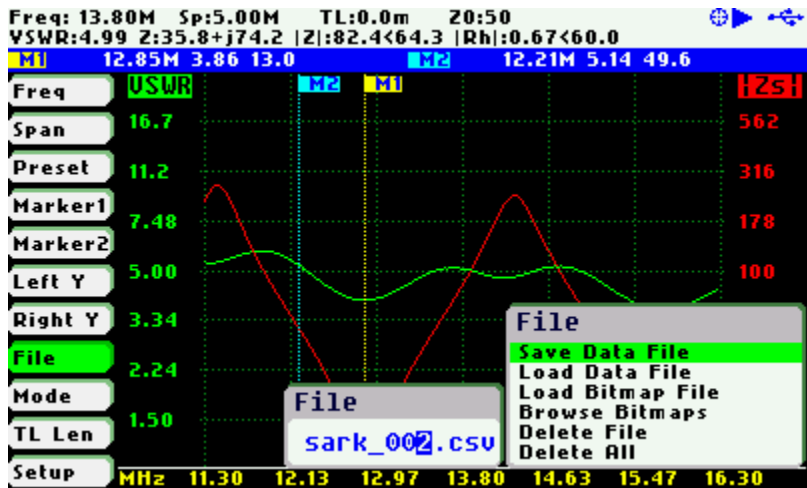 Freq: 13.80M Sp:5.00M TL:0.0m Z0:50
VSWR:4.99 Z:35.8+j74.2 |Z|:82.4<64.3 |Rh|:0.67<60.0
M1 12.85M 3.86 13.0 M2 12.21M 5.14 49.6
Freq
Span
Preset
Marker1
Marker2
Left Y
Right Y
File
Mode
TL Len
Setup
VSWR
16.7
11.2
7.48
5.00
3.34
2.24
1.50
M2 M1
|Zs|
562
316
178
100
File
Save Data File
Load Data File
Load Bitmap File
Browse Bitmaps
Delete File
Delete All
File
sark_002.csv
MHz 11.30 12.13 12.97 13.80 14.63 15.47 16.30